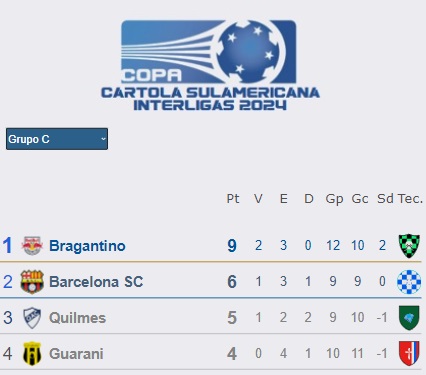 COPA
CARTOLA SULAMERICANA
INTERLIGAS 2024
Grupo C
Pt V E D Gp Gc Sd Tec.
1 Bragantino 9 2 3 0 12 10 2
2 Barcelona SC 6 1 3 1 9 9 0
3 Quilmes 5 1 2 2 9 10 -1
4 Guarani 4 0 4 1 10 11 -1